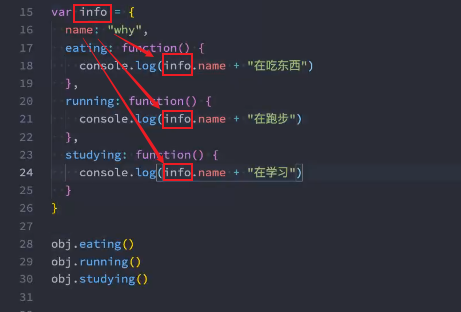 15 var info = {
16 name: "why",
17 eating: function() {
18 console.log(info.name + "在吃东西")
19 },
20 running: function() {
21 console.log(info.name + "在跑步")
22 },
23 studying: function() {
24 console.log(info.name + "在学习")
25 }
26 }
27
28 obj.eating()
29 obj.running()
30 obj.studying()
31